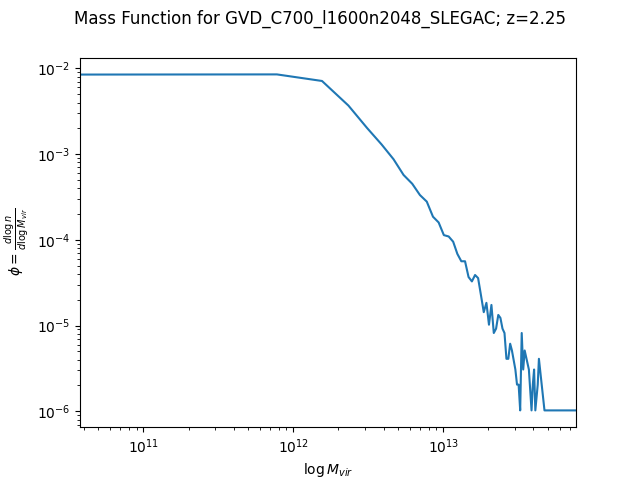 Mass Function for GVD_C700_l1600n2048_SLEGAC; z=2.25
10⁻²
10⁻³
10⁻⁴
10⁻⁵
10⁻⁶
ϕ = d log n / d log M_vir
10¹¹
10¹²
10¹³
log M_vir